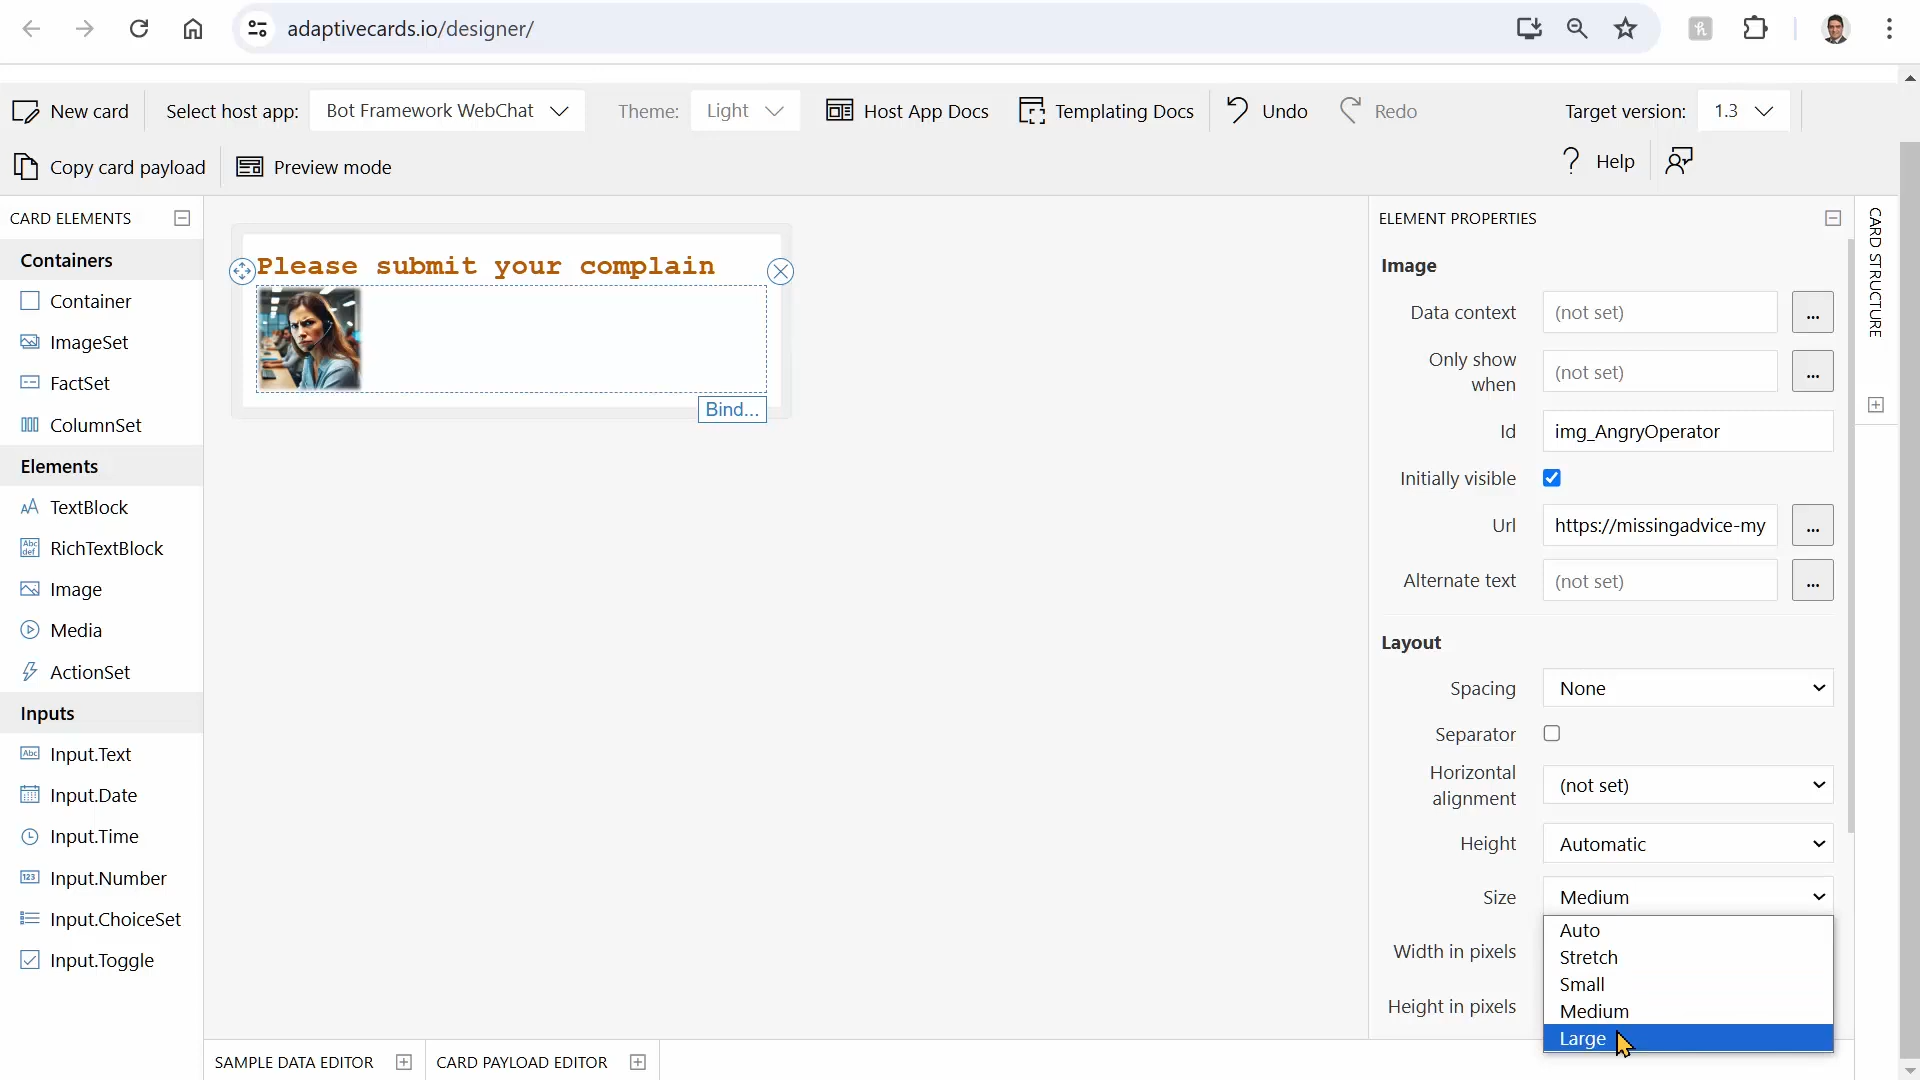 adaptivecards.io/designer/
New card
Select host app:
Bot Framework WebChat
Theme:
Light
Host App Docs
Templating Docs
Undo
Redo
Target version:
1.3
Copy card payload
Preview mode
Help
CARD ELEMENTS
Containers
Container
ImageSet
FactSet
ColumnSet
Elements
TextBlock
RichTextBlock
Image
Media
ActionSet
Inputs
Input.Text
Input.Date
Input.Time
Input.Number
Input.ChoiceSet
Input.Toggle
Please submit your complain
Bind...
SAMPLE DATA EDITOR
CARD PAYLOAD EDITOR
ELEMENT PROPERTIES
Image
Data context
(not set)
...
Only show
when
(not set)
...
Id
img_AngryOperator
Initially visible
Url
https://missingadvice-my
...
Alternate text
(not set)
...
Layout
Spacing
None
Separator
Horizontal
alignment
(not set)
Height
Automatic
Size
Medium
Auto
Stretch
Small
Medium
Large
Width in pixels
Height in pixels
CARD STRUCTURE